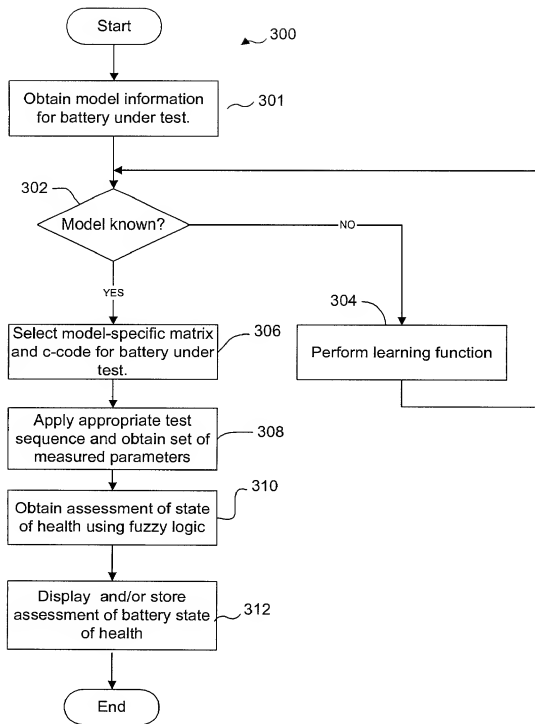 Start
300
Obtain model information
for battery under test.
301
302
Model known?
NO
YES
304
Select model-specific matrix
and c-code for battery under
test.
306
Perform learning function
Apply appropriate test
sequence and obtain set of
measured parameters
308
310
Obtain assessment of state
of health using fuzzy logic
Display and/or store
assessment of battery state
of health
312
End